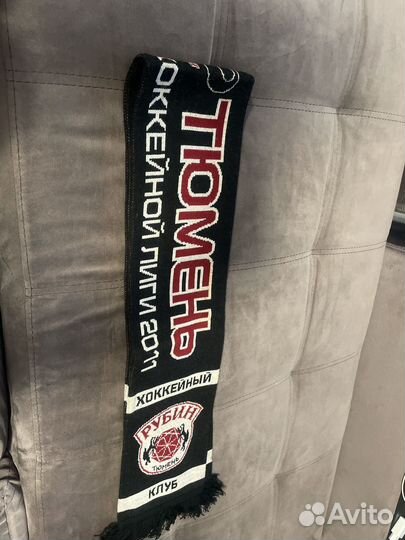 ТЮМЕНЬ
ОККЕЙНОЙ ЛИГИ 2011
ХОККЕЙНЫЙ
РУБИН
ТЮМЕНЬ
КЛУБ
Avito